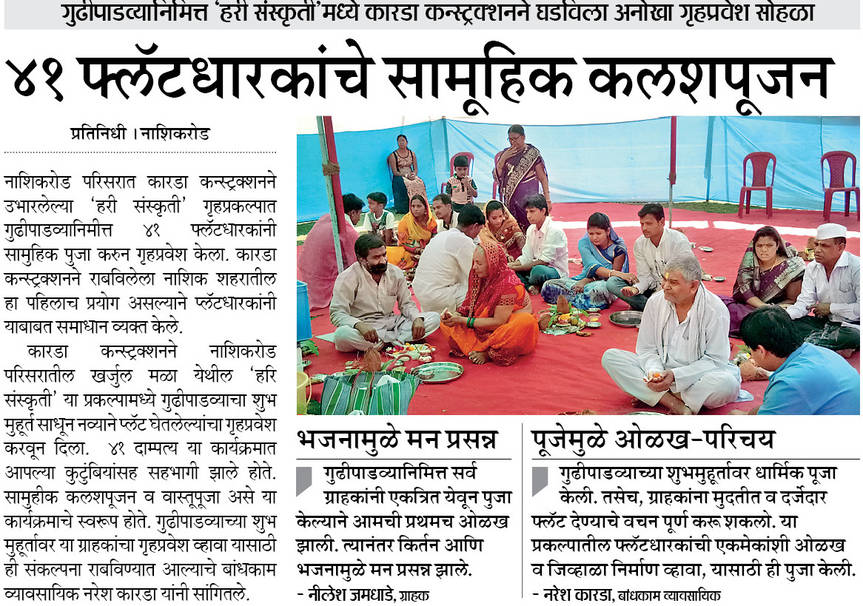 गुढीपाडव्यानिमित्त 'हरी संस्कृती'मध्ये कारडा कन्स्ट्रक्शनने घडविला अनोखा गृहप्रवेश सोहळा
४१ फ्लॅटधारकांचे सामूहिक कलशपूजन
प्रतिनिधी । नाशिकरोड
नाशिकरोड परिसरात कारडा कन्स्ट्रक्शनने
उभारलेल्या 'हरी संस्कृती' गृहप्रकल्पात
गुढीपाडव्यानिमीत्त ४१ फ्लॅटधारकांनी
सामुहिक पुजा करुन गृहप्रवेश केला. कारडा
कन्स्ट्रक्शनने राबविलेला नाशिक शहरातील
हा पहिलाच प्रयोग असल्याने प्लॅटधारकांनी
याबाबत समाधान व्यक्त केले.
कारडा कन्स्ट्रक्शनने नाशिकरोड
परिसरातील खर्जुल मळा येथील 'हरि
संस्कृती' या प्रकल्पामध्ये गुढीपाडव्याचा शुभ
मुहूर्त साधून नव्याने प्लॅट घेतलेल्यांचा गृहप्रवेश
करवून दिला. ४१ दाम्पत्य या कार्यक्रमात
आपल्या कुटुंबियांसह सहभागी झाले होते.
सामुहीक कलशपूजन व वास्तूपूजा असे या
कार्यक्रमाचे स्वरूप होते. गुढीपाडव्याच्या शुभ
मुहूर्तावर या ग्राहकांचा गृहप्रवेश व्हावा यासाठी
ही संकल्पना राबविण्यात आल्याचे बांधकाम
व्यावसायिक नरेश कारडा यांनी सांगितले.
भजनामुळे मन प्रसन्न
गुढीपाडव्यानिमित्त सर्व
ग्राहकांनी एकत्रित येवून पुजा
केल्याने आमची प्रथमच ओळख
झाली. त्यानंतर किर्तन आणि
भजनामुळे मन प्रसन्न झाले.
- नीलेश जमधाडे, ग्राहक
पूजेमुळे ओळख-परिचय
गुढीपाडव्याच्या शुभमुहूर्तावर धार्मिक पूजा
केली. तसेच, ग्राहकांना मुदतीत व दर्जेदार
फ्लॅट देण्याचे वचन पूर्ण करू शकलो. या
प्रकल्पातील फ्लॅटधारकांची एकमेकांशी ओळख
व जिव्हाळा निर्माण व्हावा, यासाठी ही पुजा केली.
- नरेश कारडा, बांधकाम व्यावसायिक